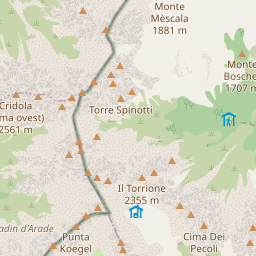 Monte
Mèscala
1881 m
Monte
Bosche
1707 m
Cridola
ma ovest)
2561 m
Torre Spinotti
Il Torrione
2355 m
adin d'Arade
Punta
Koegel
Cima Dei
Pecoli